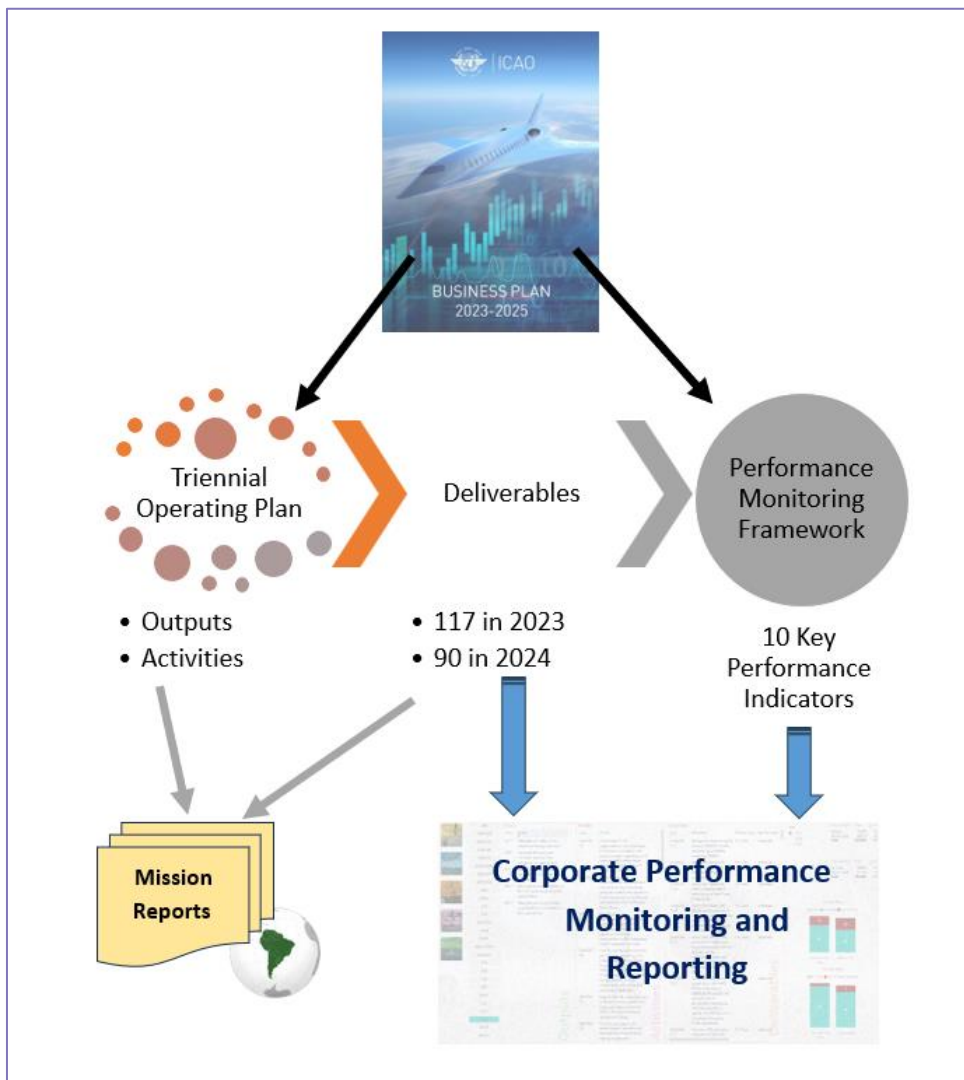 ICAO
BUSINESS PLAN
2023-2025
Triennial
Operating Plan
Deliverables
Performance
Monitoring
Framework
• Outputs
• Activities
• 117 in 2023
• 90 in 2024
10 Key
Performance
Indicators
Mission
Reports
Corporate Performance
Monitoring and
Reporting